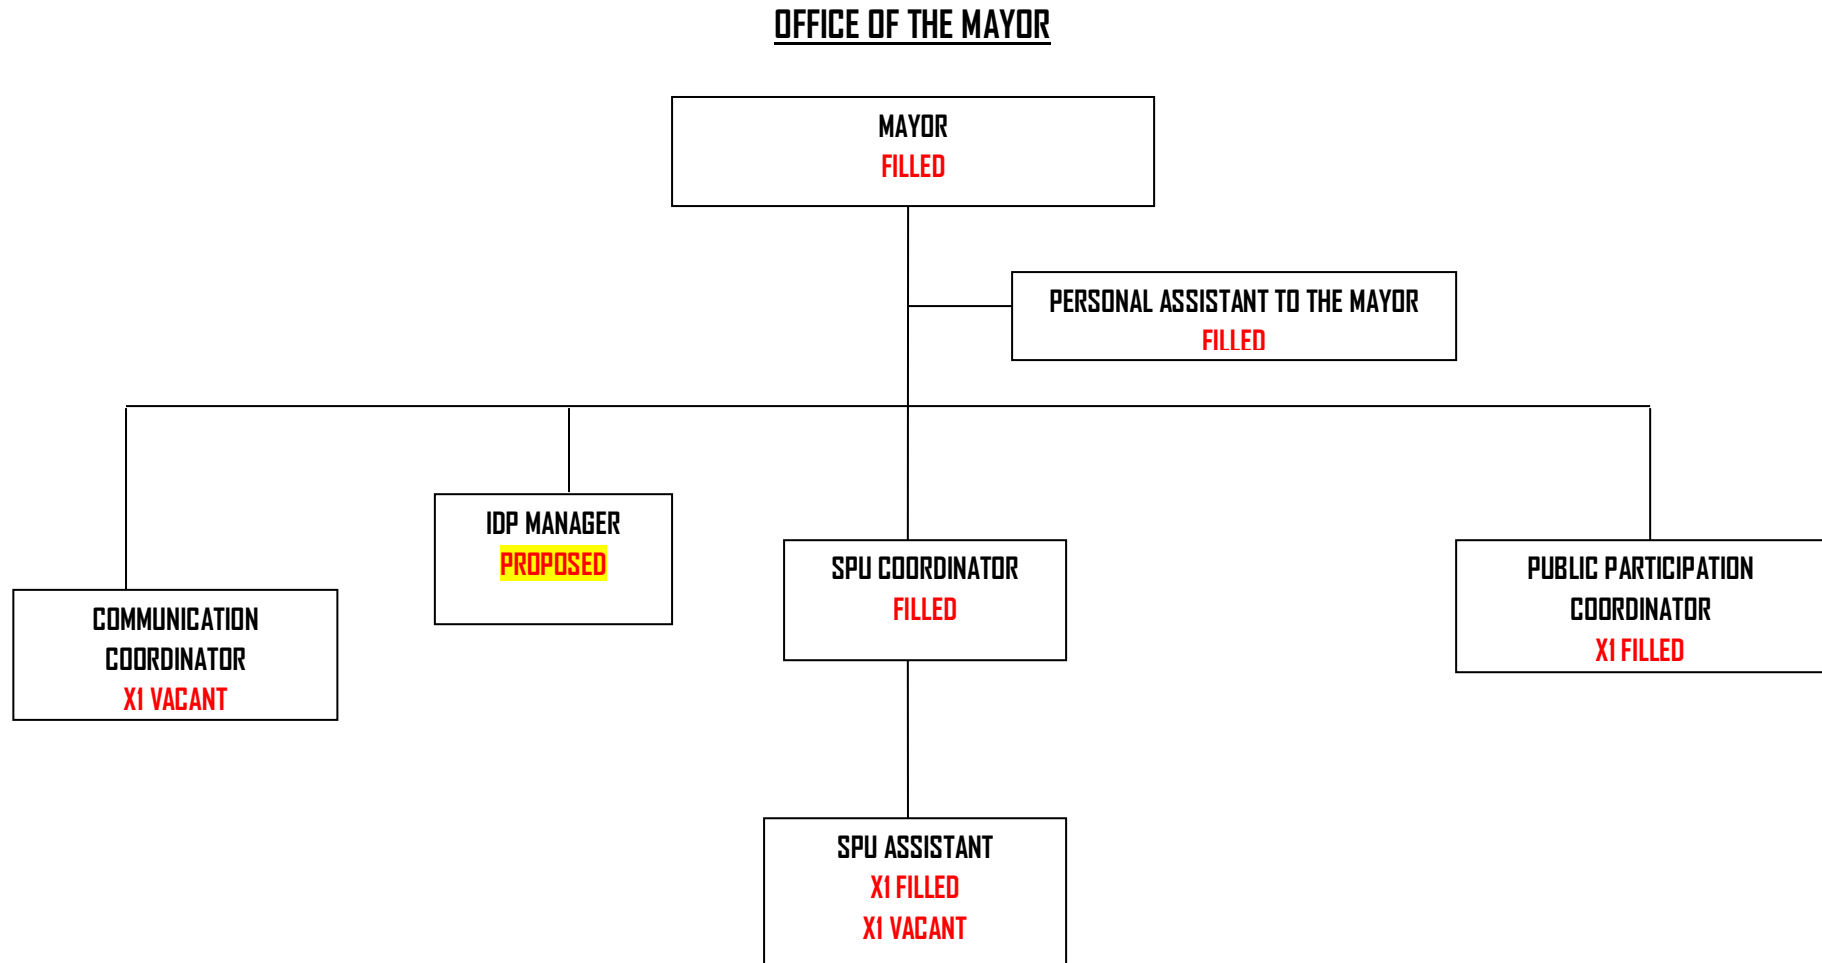 OFFICE OF THE MAYOR
MAYOR
FILLED
PERSONAL ASSISTANT TO THE MAYOR
FILLED
IDP MANAGER
PROPOSED
SPU COORDINATOR
FILLED
PUBLIC PARTICIPATION
COORDINATOR
X1 FILLED
COMMUNICATION
COORDINATOR
X1 VACANT
SPU ASSISTANT
X1 FILLED
X1 VACANT